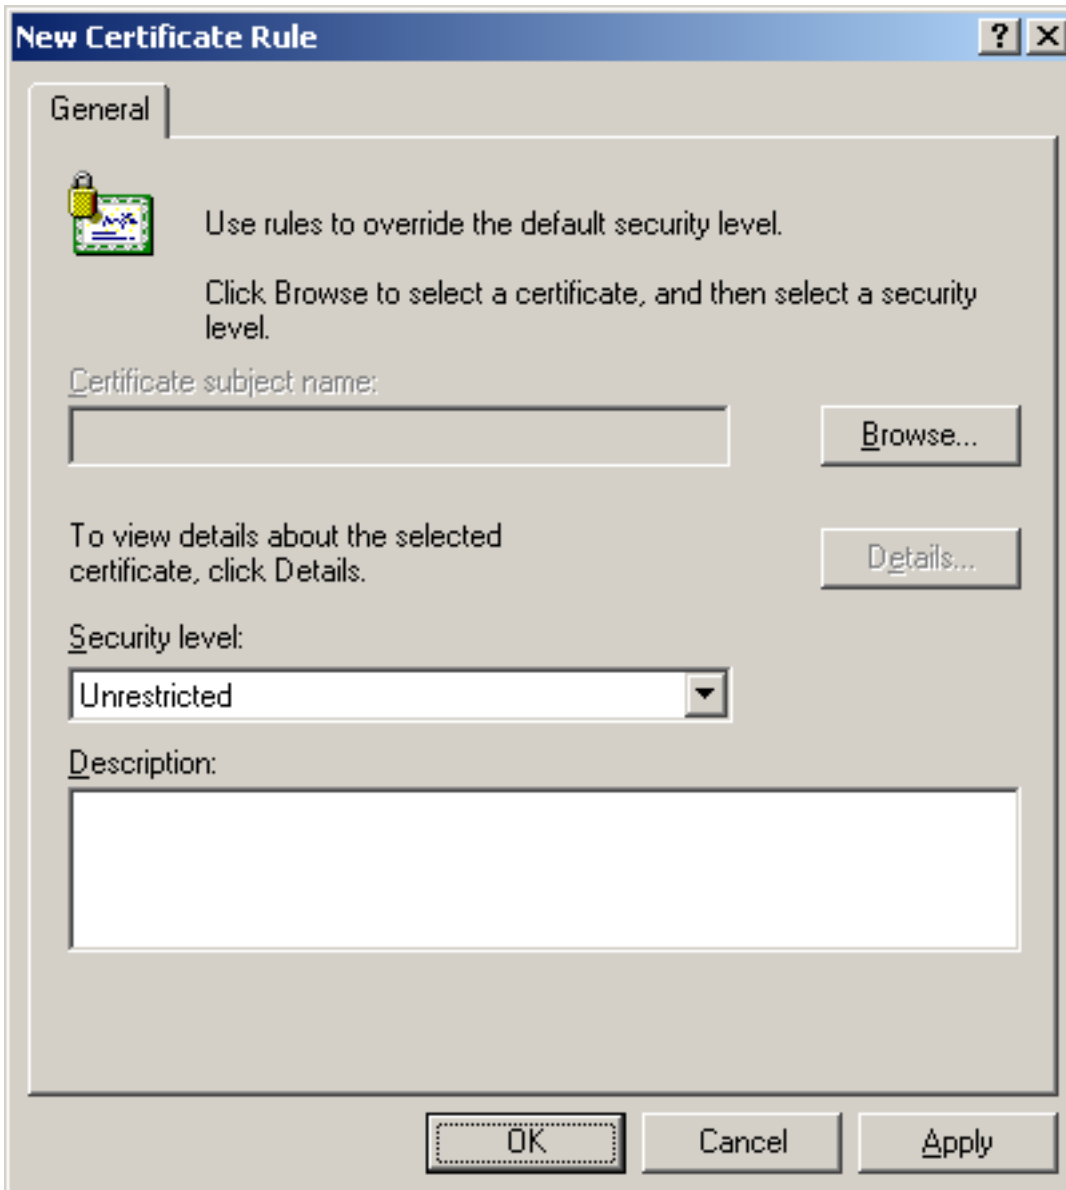 New Certificate Rule
General
Use rules to override the default security level.
Click Browse to select a certificate, and then select a security
level.
Certificate subject name:
Browse...
To view details about the selected
certificate, click Details.
Details...
Security level:
Unrestricted
Description:
OK
Cancel
Apply